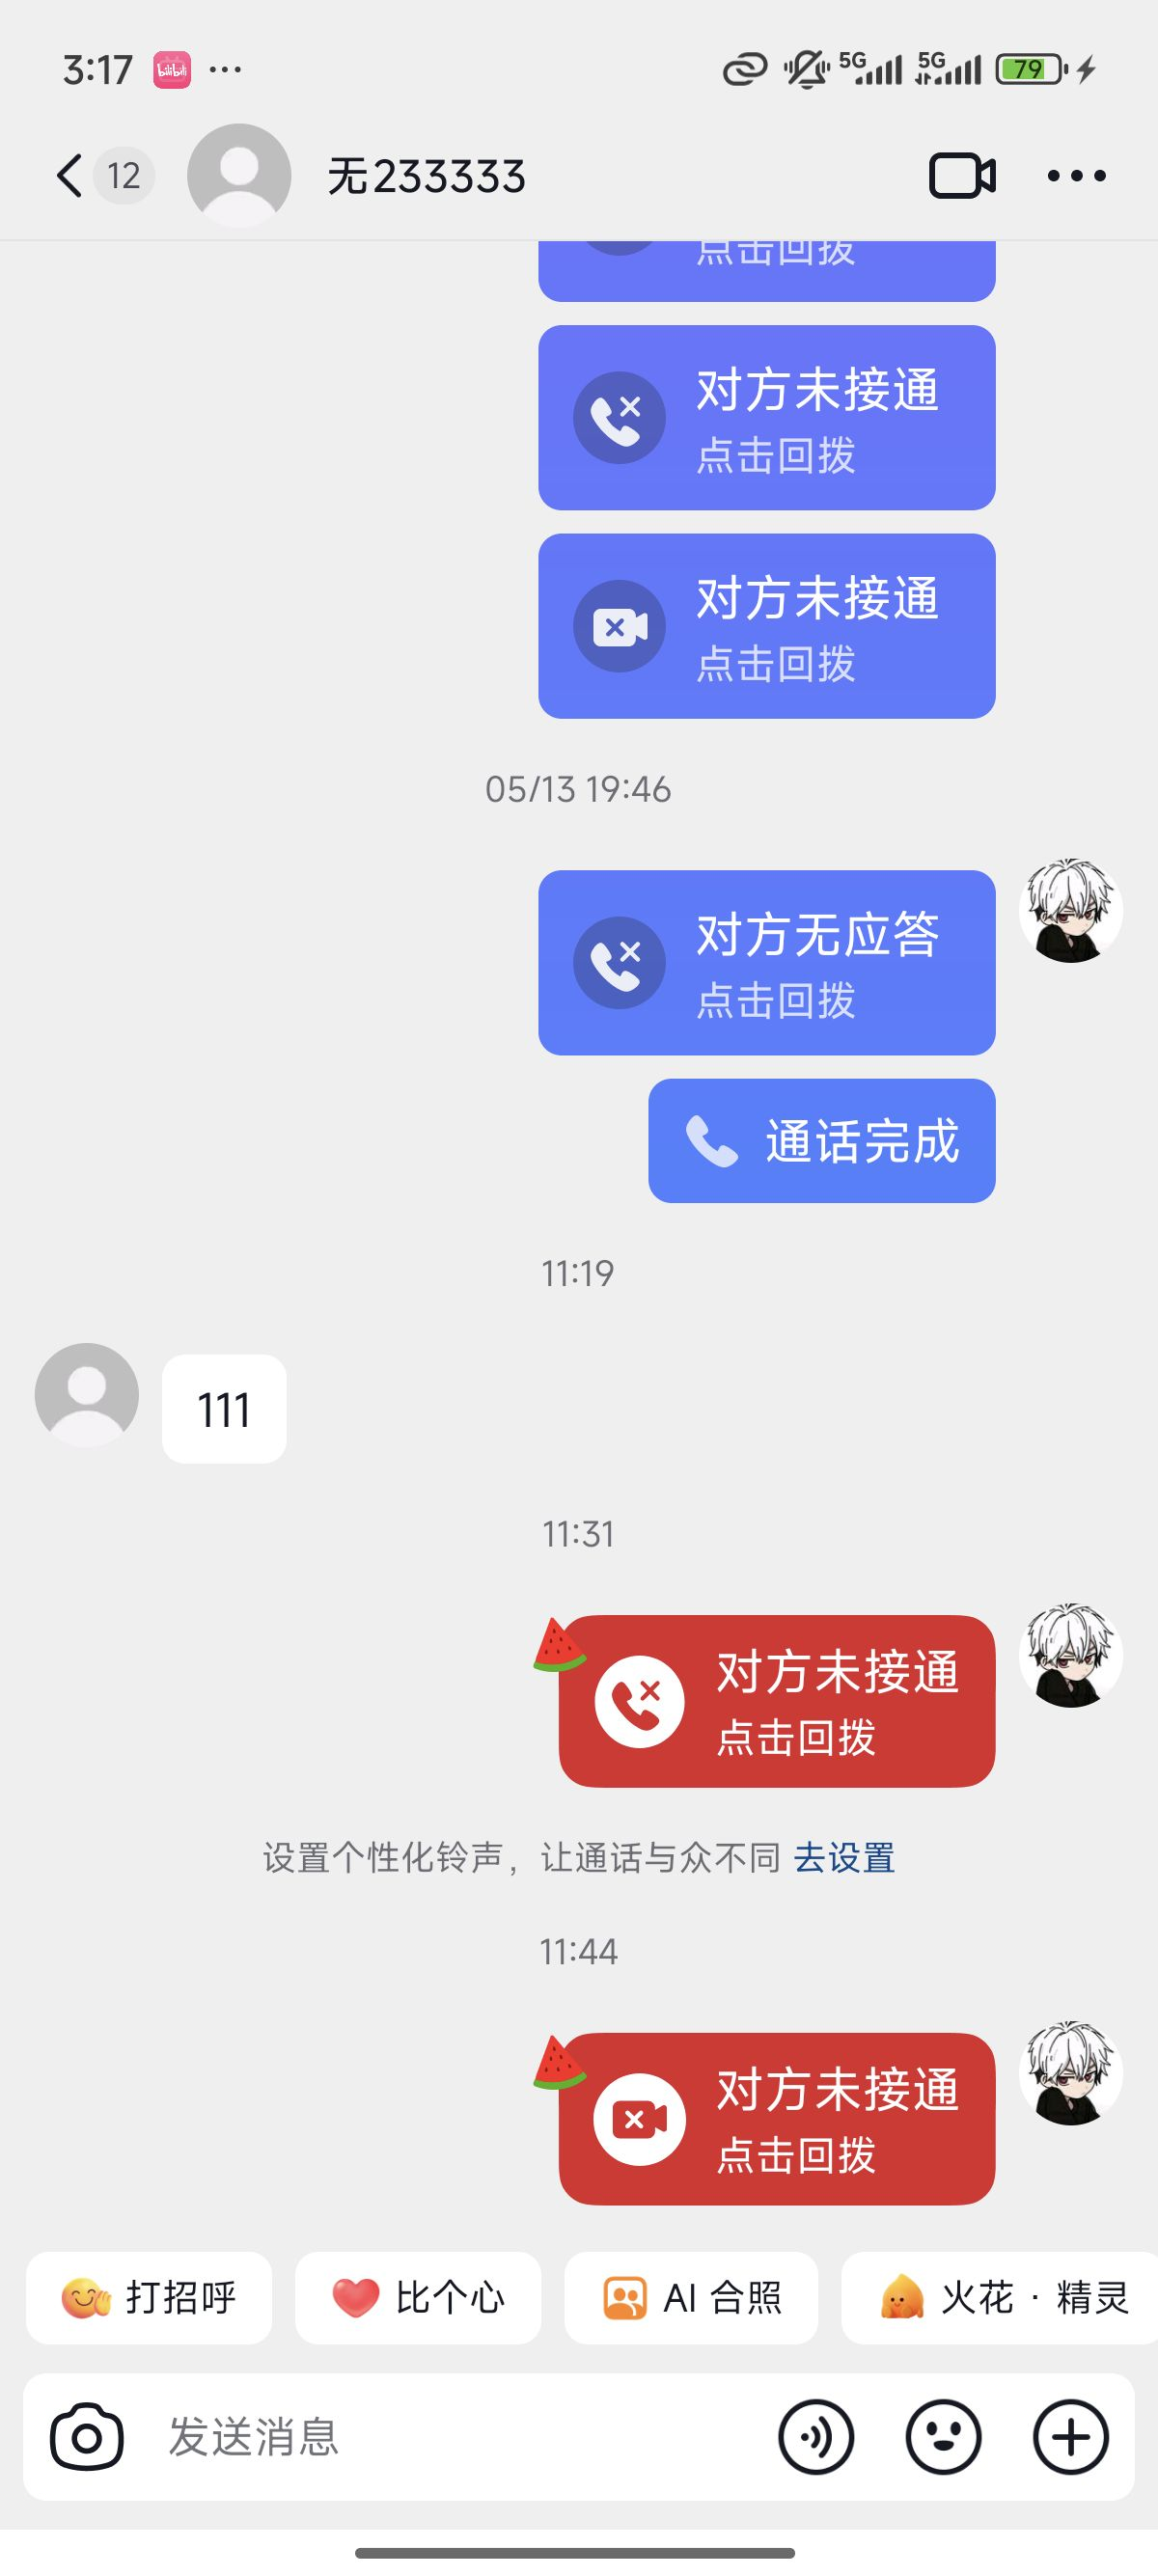 3:17
bilibili
5G
5G
79
12
无233333
点击回拨
对方未接通
点击回拨
对方未接通
点击回拨
05/13 19:46
对方无应答
点击回拨
通话完成
11:19
111
11:31
对方未接通
点击回拨
设置个性化铃声，让通话与众不同 去设置
11:44
对方未接通
点击回拨
打招呼
比个心
AI 合照
火花 · 精灵
发送消息